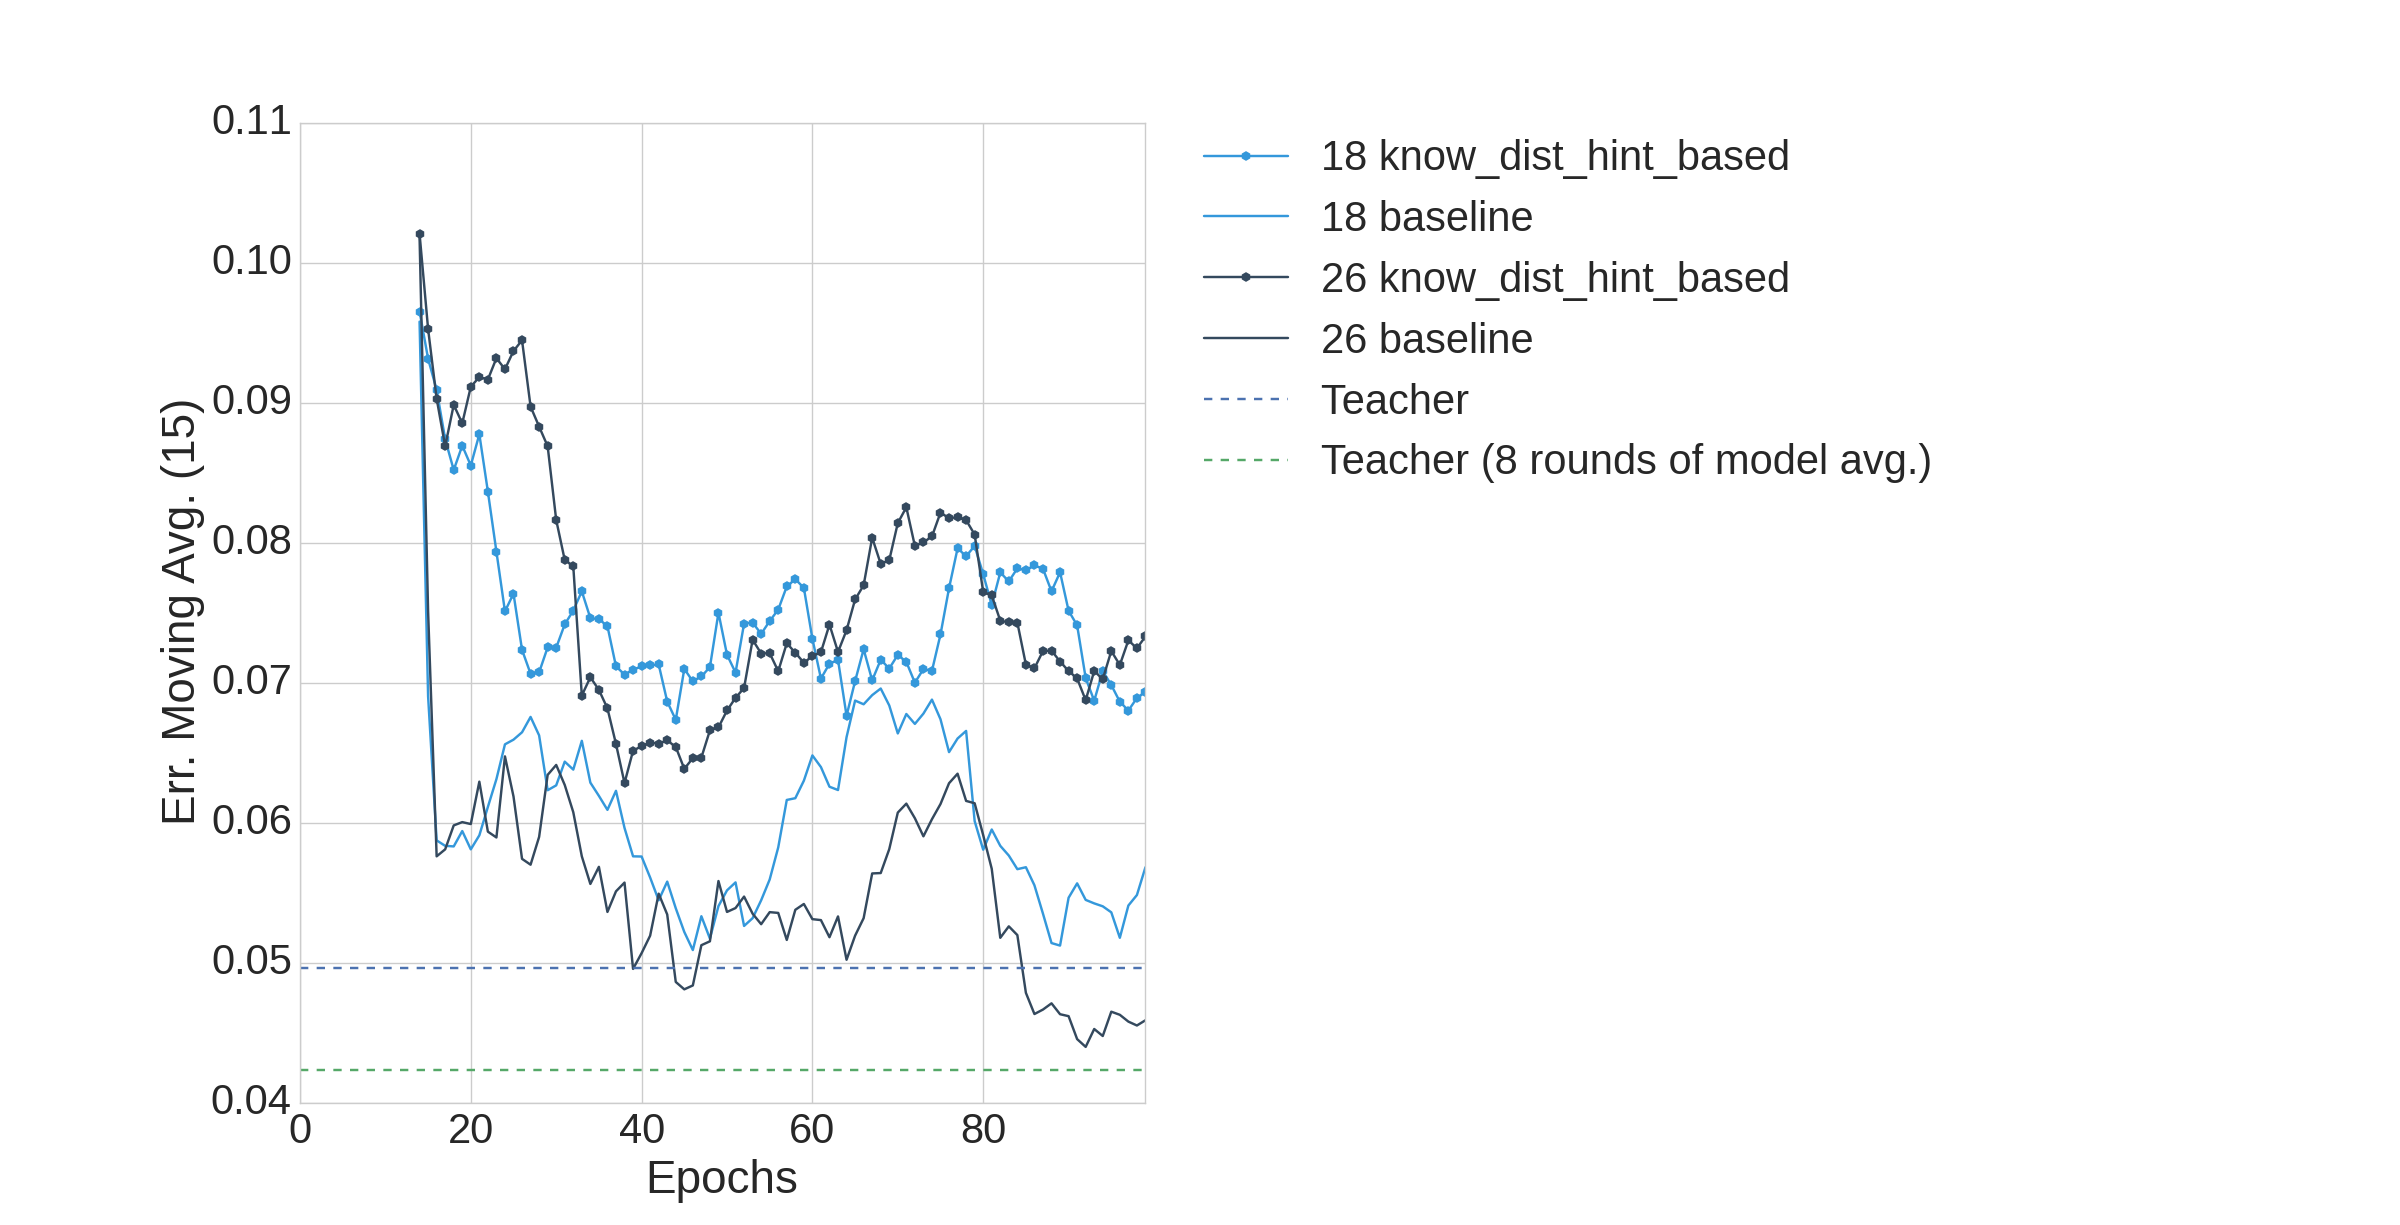 0.11
0.10
0.09
0.08
0.07
0.06
0.05
0.04
0
20
40
60
80
Epochs
Err. Moving Avg. (15)
18 know_dist_hint_based
18 baseline
26 know_dist_hint_based
26 baseline
Teacher
Teacher (8 rounds of model avg.)